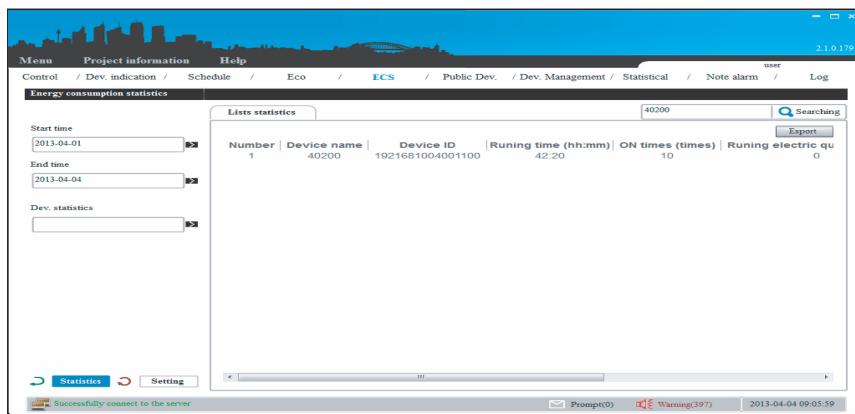 2.1.0.179
Menu Project information Help
user
Control / Dev. indication / Schedule / Eco / ECS / Public Dev. / Dev. Management / Statistical / Note alarm / Log
Energy consumption statistics
Lists statistics
40200 Searching
Export
Start time
2013-04-01
End time
2013-04-04
Dev. statistics
Number Device name Device ID Runing time (hh:mm) ON times (times) Runing electric qu
1 40200 1921681004001100 42:20 10 0
Statistics Setting
Successfully connect to the server Prompt(0) Warning(397) 2013-04-04 09:05:59